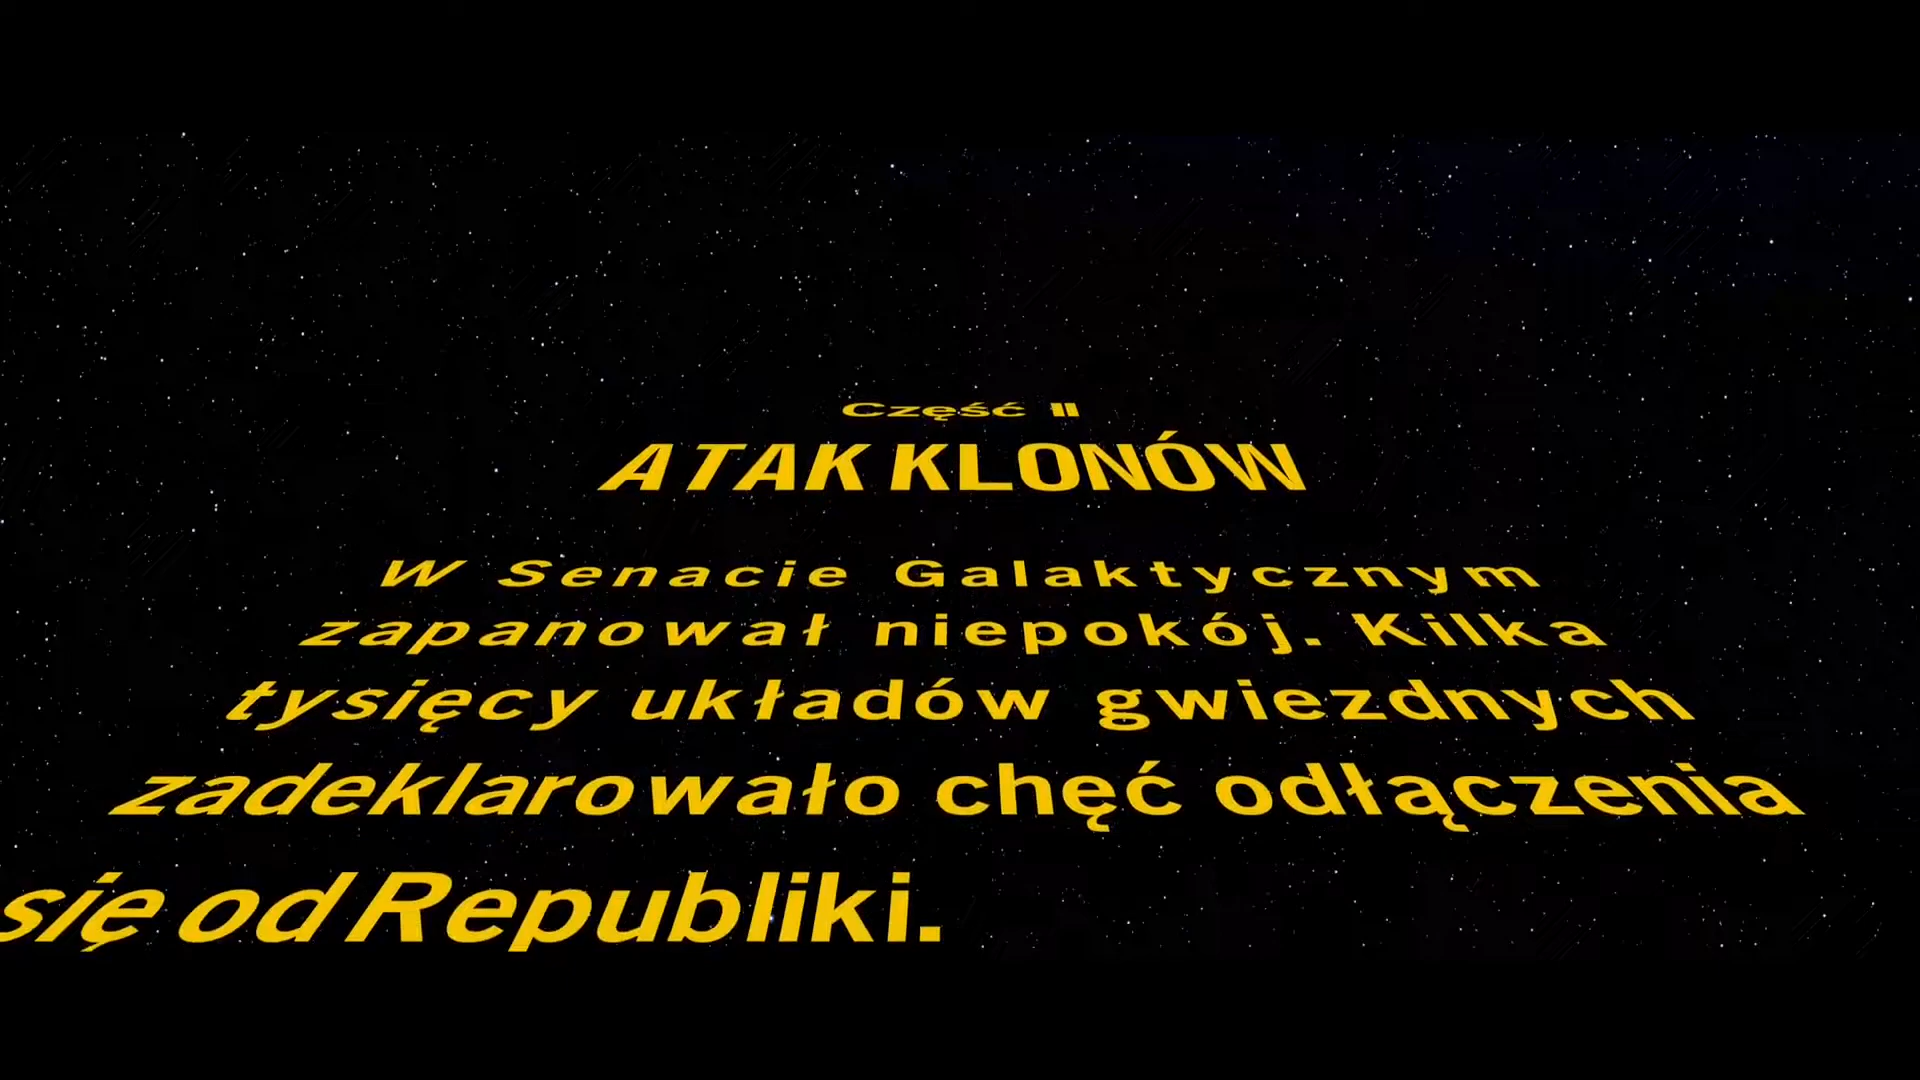 Część II
ATAK KLONÓW
W Senacie Galaktycznym
zapanował niepokój. Kilka
tysięcy układów gwiezdnych
zadeklarowało chęć odłączenia
się od Republiki.